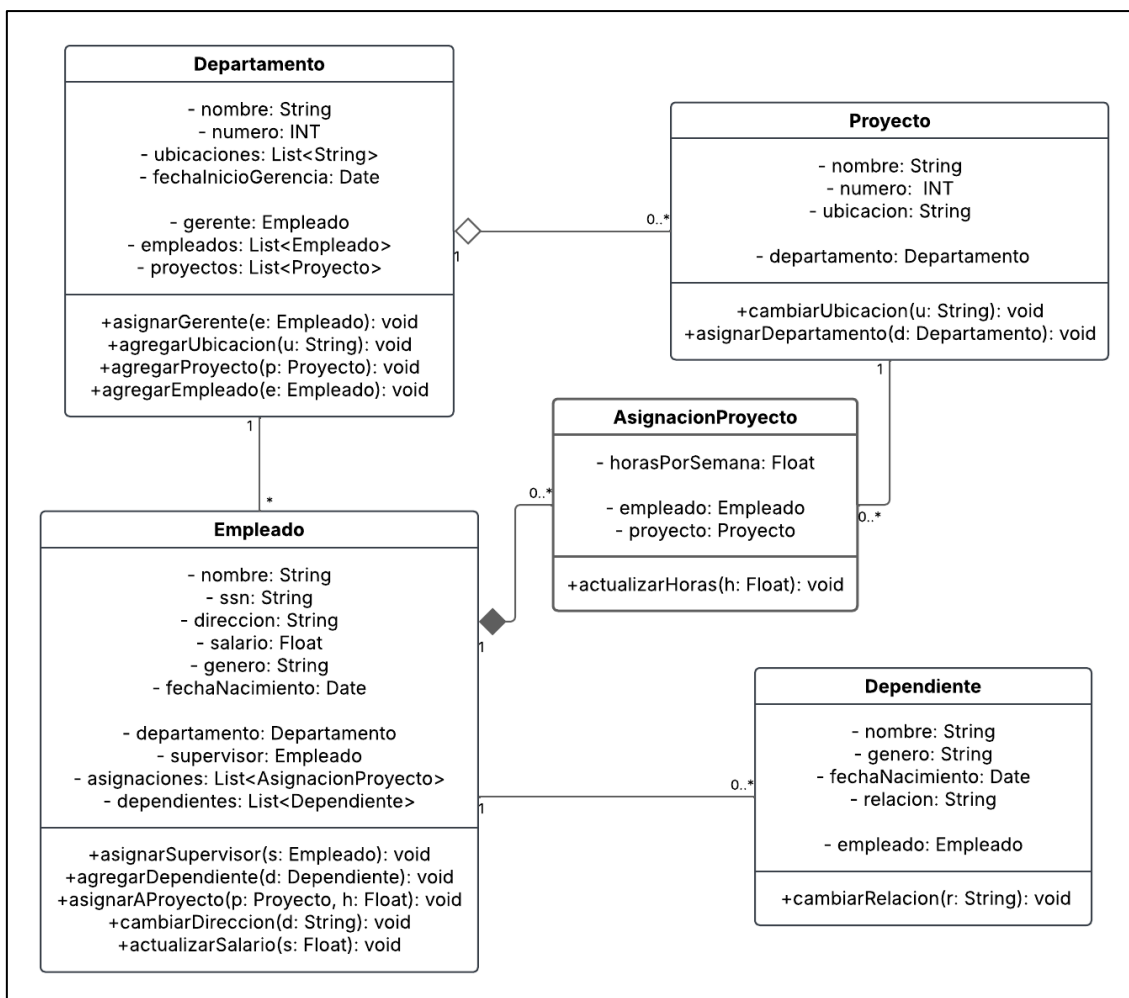 Departamento
- nombre: String
- numero: INT
- ubicaciones: List<String>
- fechaInicioGerencia: Date
- gerente: Empleado
- empleados: List<Empleado>
- proyectos: List<Proyecto>
+asignarGerente(e: Empleado): void
+agregarUbicacion(u: String): void
+agregarProyecto(p: Proyecto): void
+agregarEmpleado(e: Empleado): void
1
0..*
Proyecto
- nombre: String
- numero:  INT
- ubicacion: String
- departamento: Departamento
+cambiarUbicacion(u: String): void
+asignarDepartamento(d: Departamento): void
1
*
1
0..*
AsignacionProyecto
- horasPorSemana: Float
- empleado: Empleado
- proyecto: Proyecto
+actualizarHoras(h: Float): void
0..*
1
Empleado
- nombre: String
- ssn: String
- direccion: String
- salario: Float
- genero: String
- fechaNacimiento: Date
- departamento: Departamento
- supervisor: Empleado
- asignaciones: List<AsignacionProyecto>
- dependientes: List<Dependiente>
+asignarSupervisor(s: Empleado): void
+agregarDependiente(d: Dependiente): void
+asignarAProyecto(p: Proyecto, h: Float): void
+cambiarDireccion(d: String): void
+actualizarSalario(s: Float): void
1
0..*
Dependiente
- nombre: String
- genero: String
- fechaNacimiento: Date
- relacion: String
- empleado: Empleado
+cambiarRelacion(r: String): void